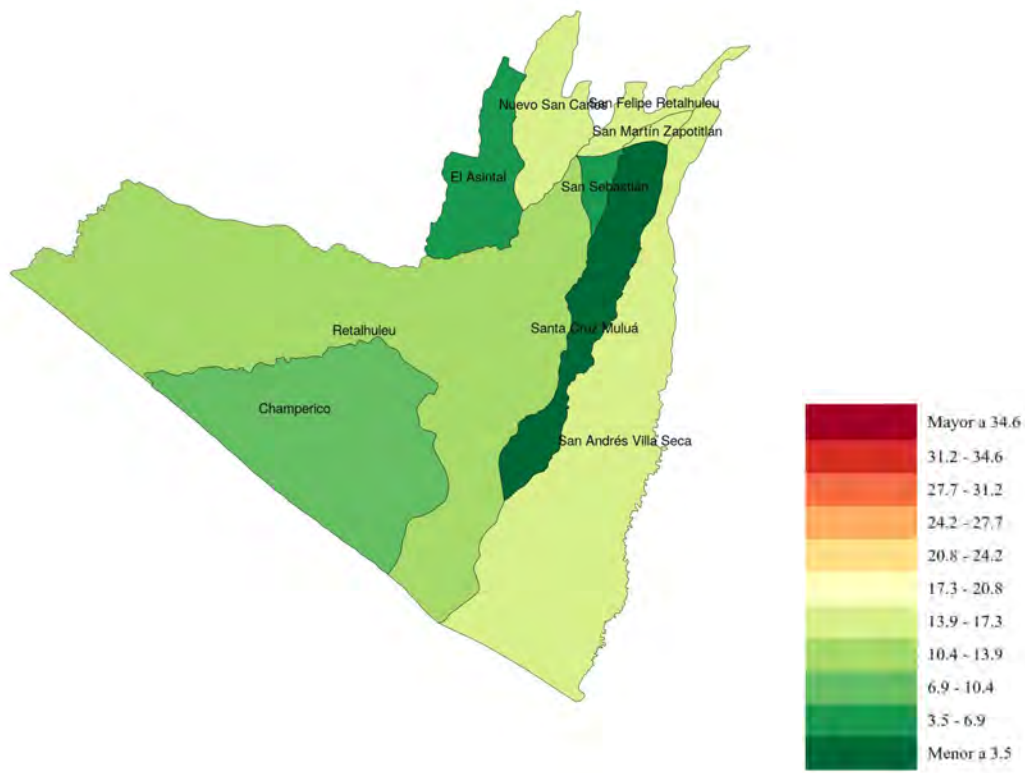 Nuevo San Carlos
San Felipe Retalhuleu
San Martín Zapotitlán
El Asintal
San Sebastián
Retalhuleu
Santa Cruz Muluá
Champerico
San Andrés Villa Seca
Mayor a 34.6
31.2 - 34.6
27.7 - 31.2
24.2 - 27.7
20.8 - 24.2
17.3 - 20.8
13.9 - 17.3
10.4 - 13.9
6.9 - 10.4
3.5 - 6.9
Menor a 3.5